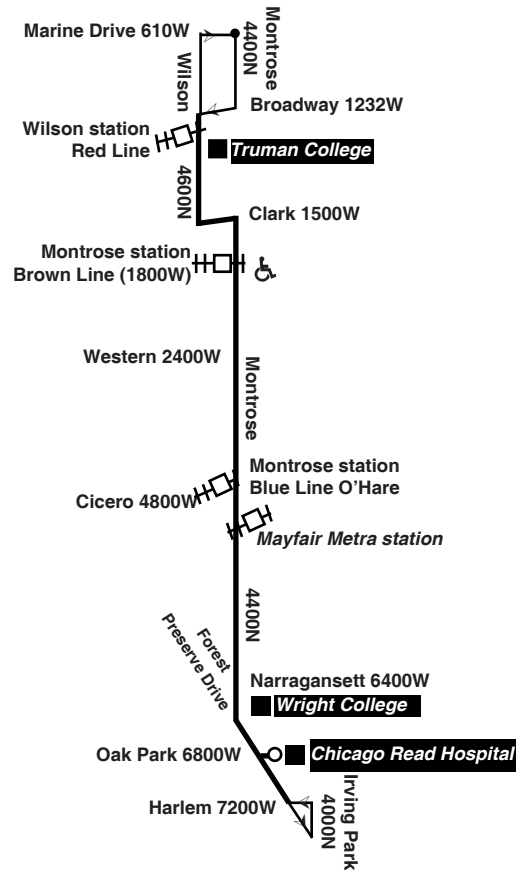 Marine Drive 610W
Montrose
4400N
Wilson
Broadway 1232W
Wilson station
Red Line
Truman College
4600N
Clark 1500W
Montrose station
Brown Line (1800W)
Western 2400W
Montrose
Montrose station
Blue Line O’Hare
Cicero 4800W
Mayfair Metra station
4400N
Forest
Preserve Drive
Narragansett 6400W
Wright College
Oak Park 6800W
Chicago Read Hospital
Harlem 7200W
Irving Park
4000N